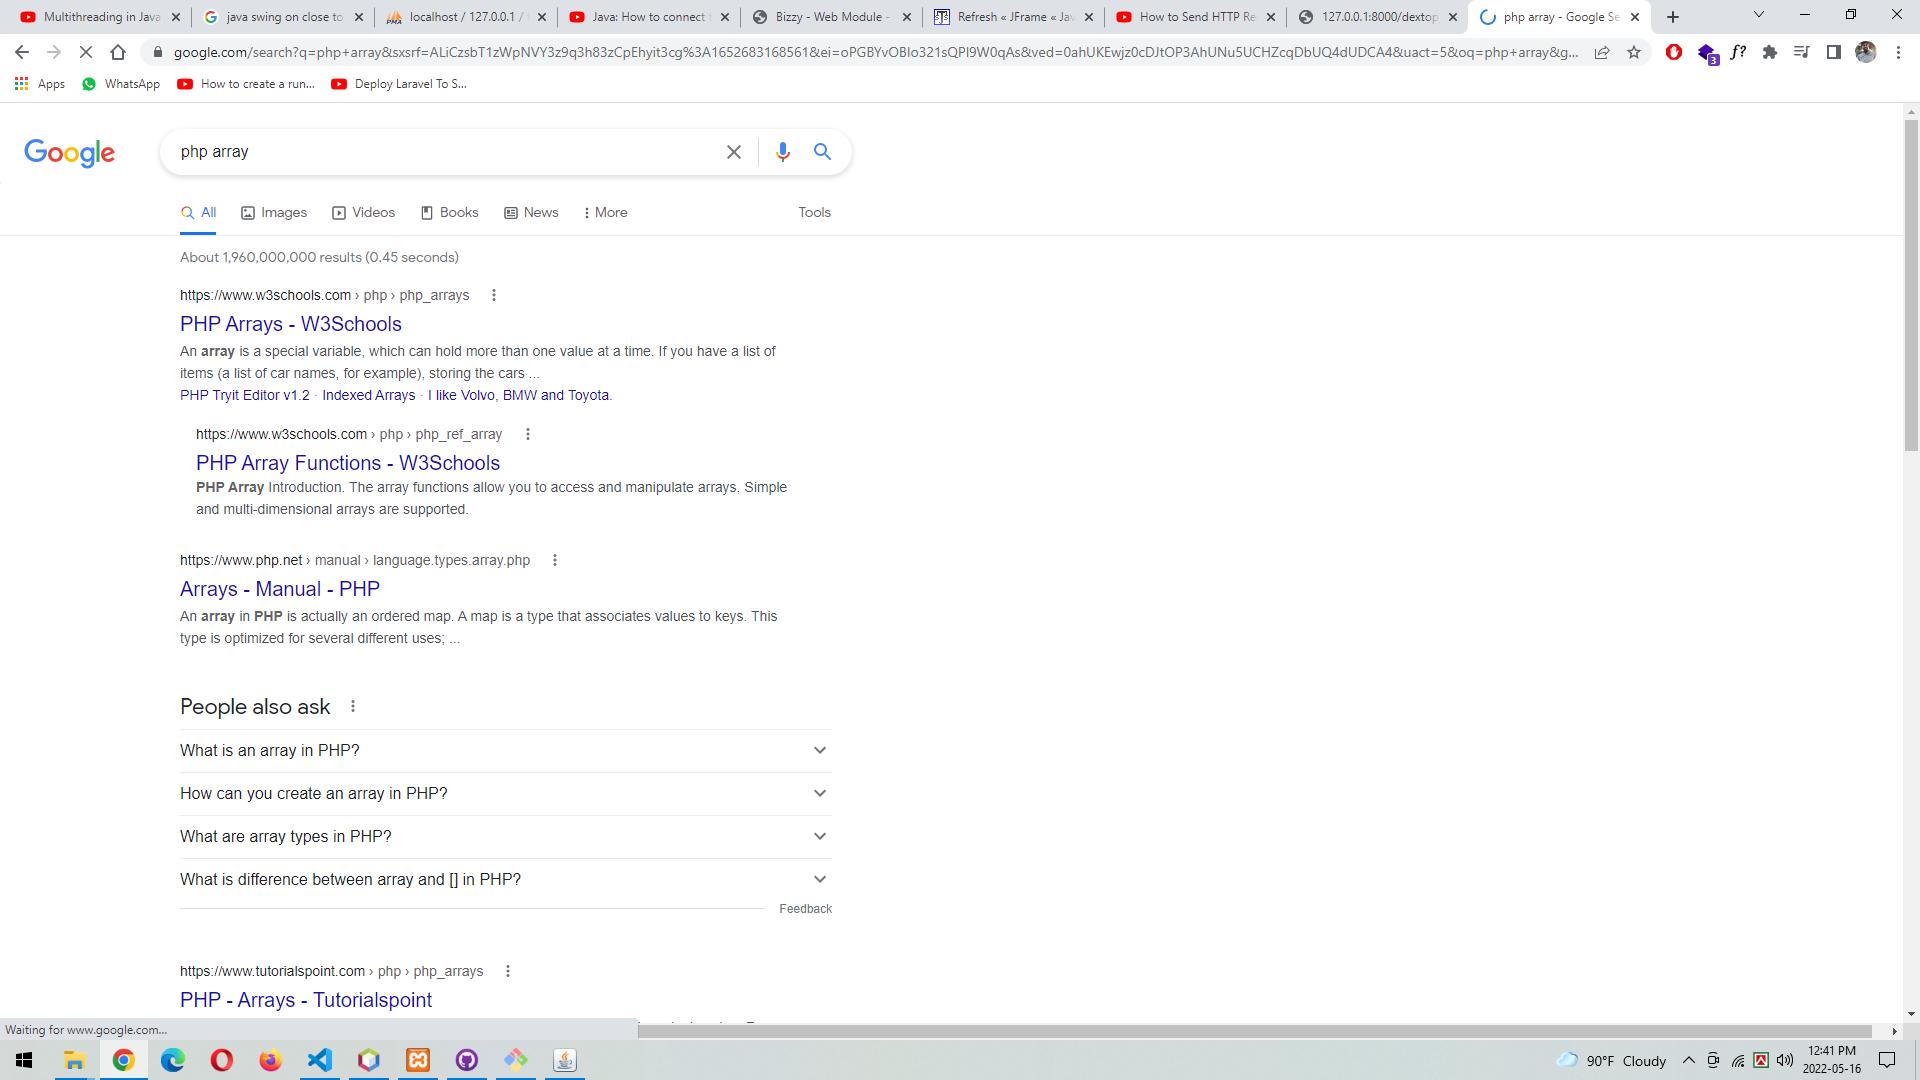 Multithreading in Java
java swing on close to
localhost / 127.0.0.1 /
Java: How to connect
Bizzy - Web Module -
Refresh « JFrame « Jav
How to Send HTTP Re
127.0.0.1:8000/dextop
php array - Google Se
google.com/search?q=php+array&sxsrf=ALiCzsbT1zWpNVY3z9q3h83zCpEhyit3cg%3A1652683168561&ei=oPGBYvOBIo321sQPI9W0qAs&ved=0ahUKEwjz0cDJtOP3AhUNu5UCHZcqDbUQ4dUDCA4&uact=5&oq=php+array&g...
f?
3
Apps
WhatsApp
How to create a run...
Deploy Laravel To S...
Google
php array
All
Images
Videos
Books
News
More
Tools
About 1,960,000,000 results (0.45 seconds)
https://www.w3schools.com › php › php_arrays
PHP Arrays - W3Schools
An array is a special variable, which can hold more than one value at a time. If you have a list of
items (a list of car names, for example), storing the cars ...
PHP Tryit Editor v1.2 · Indexed Arrays · I like Volvo, BMW and Toyota.
https://www.w3schools.com › php › php_ref_array
PHP Array Functions - W3Schools
PHP Array Introduction. The array functions allow you to access and manipulate arrays. Simple
and multi-dimensional arrays are supported.
https://www.php.net › manual › language.types.array.php
Arrays - Manual - PHP
An array in PHP is actually an ordered map. A map is a type that associates values to keys. This
type is optimized for several different uses; ...
People also ask
What is an array in PHP?
How can you create an array in PHP?
What are array types in PHP?
What is difference between array and [] in PHP?
Feedback
https://www.tutorialspoint.com › php › php_arrays
PHP - Arrays - Tutorialspoint
Waiting for www.google.com...
90°F Cloudy
12:41 PM
2022-05-16